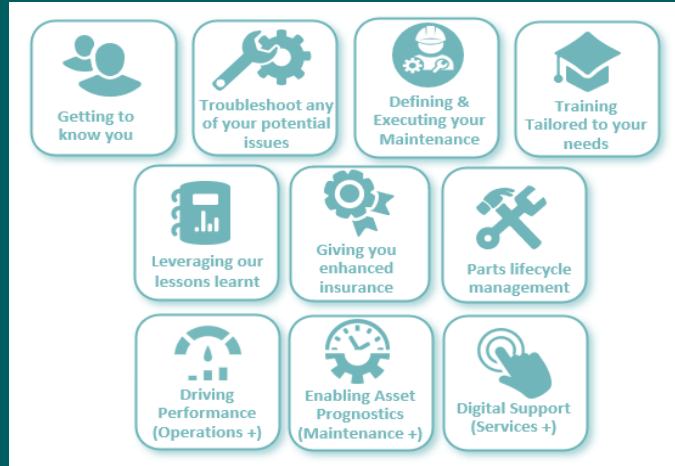 Getting to
know you
Troubleshoot any
of your potential
issues
Defining &
Executing your
Maintenance
Training
Tailored to your
needs
Leveraging our
lessons learnt
Giving you
enhanced
insurance
Parts lifecycle
management
Driving
Performance
(Operations +)
Enabling Asset
Prognostics
(Maintenance +)
Digital Support
(Services +)